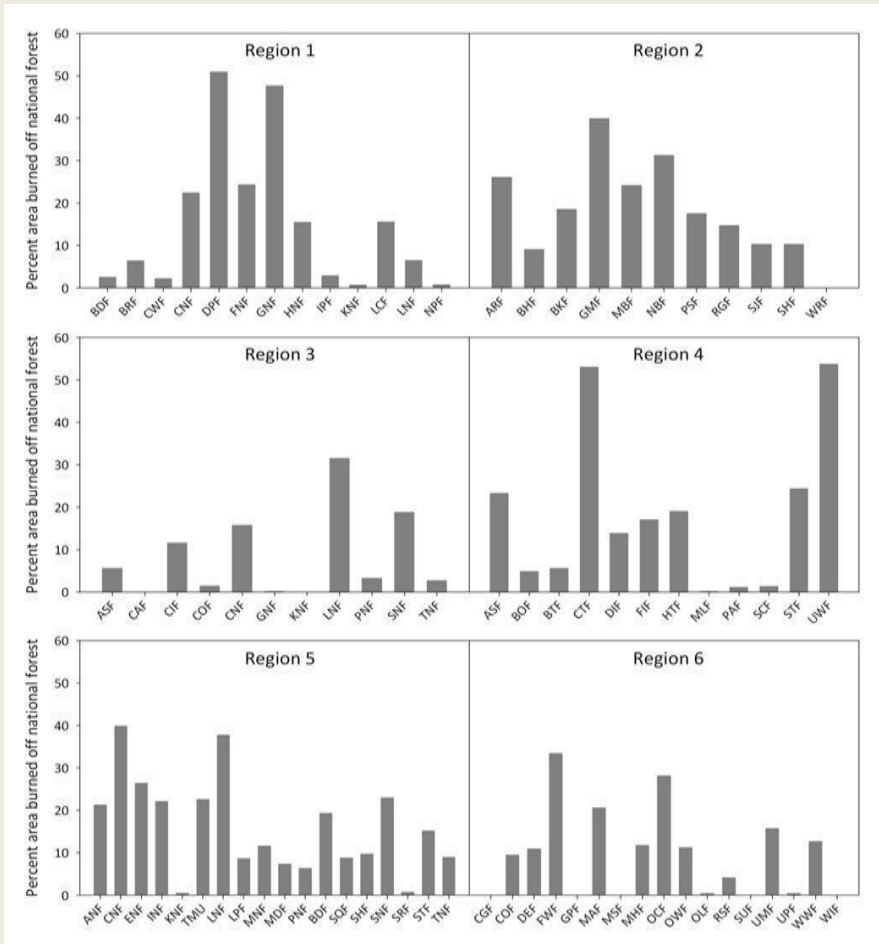 Region 1
Region 2
Percent area burned off national forest
60
50
40
30
20
10
0
BDF BRF CWF CNF DPF FNF GNF HNF IPF KNF LCF LNF NPF
ARF BHF BKF GMF MBF NBF PSF RGF SJF SHF WRF
Region 3
Region 4
Percent area burned off national forest
60
50
40
30
20
10
0
ASF CAF CIF COF CNF GNF KNF LNF PNF SNF TNF
ASF BOF BTF CTF DIF FIF HTF MLF PAF SCF STF UWF
Region 5
Region 6
Percent area burned off national forest
60
50
40
30
20
10
0
ANF CNF ENF INF KNF TMU LNF LPF MNF MDF PNF BDF SQF SHF SNF SRF STF TNF
CGF COF DEF FWF GPF MAF MSF MHF OCF OWF OLF RSF SUF UMF UPF WWF WIF